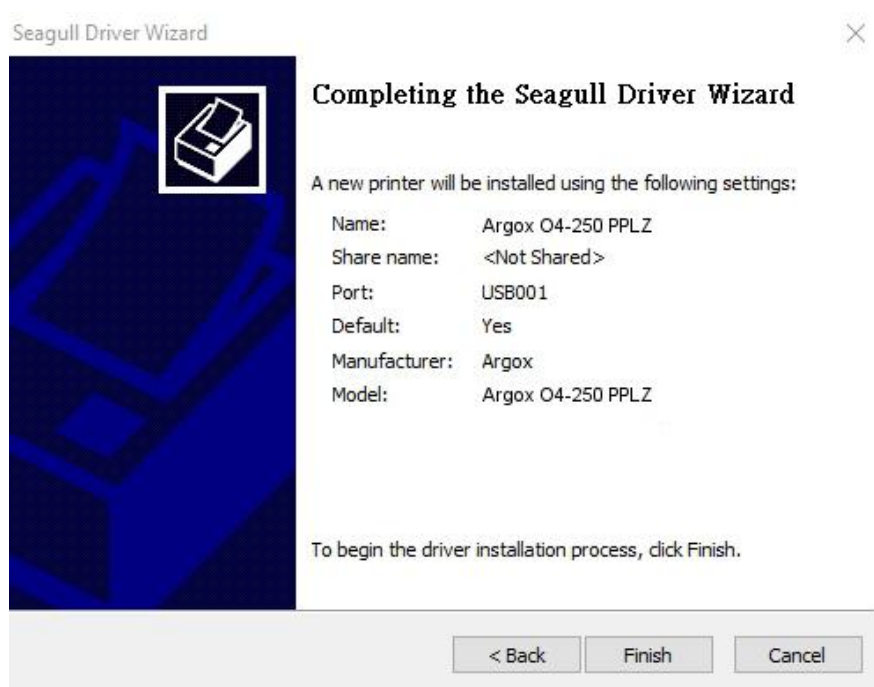 Seagull Driver Wizard
Completing the Seagull Driver Wizard
A new printer will be installed using the following settings:
Name: Argox O4-250 PPLZ
Share name: <Not Shared>
Port: USB001
Default: Yes
Manufacturer: Argox
Model: Argox O4-250 PPLZ
To begin the driver installation process, click Finish.
< Back Finish Cancel